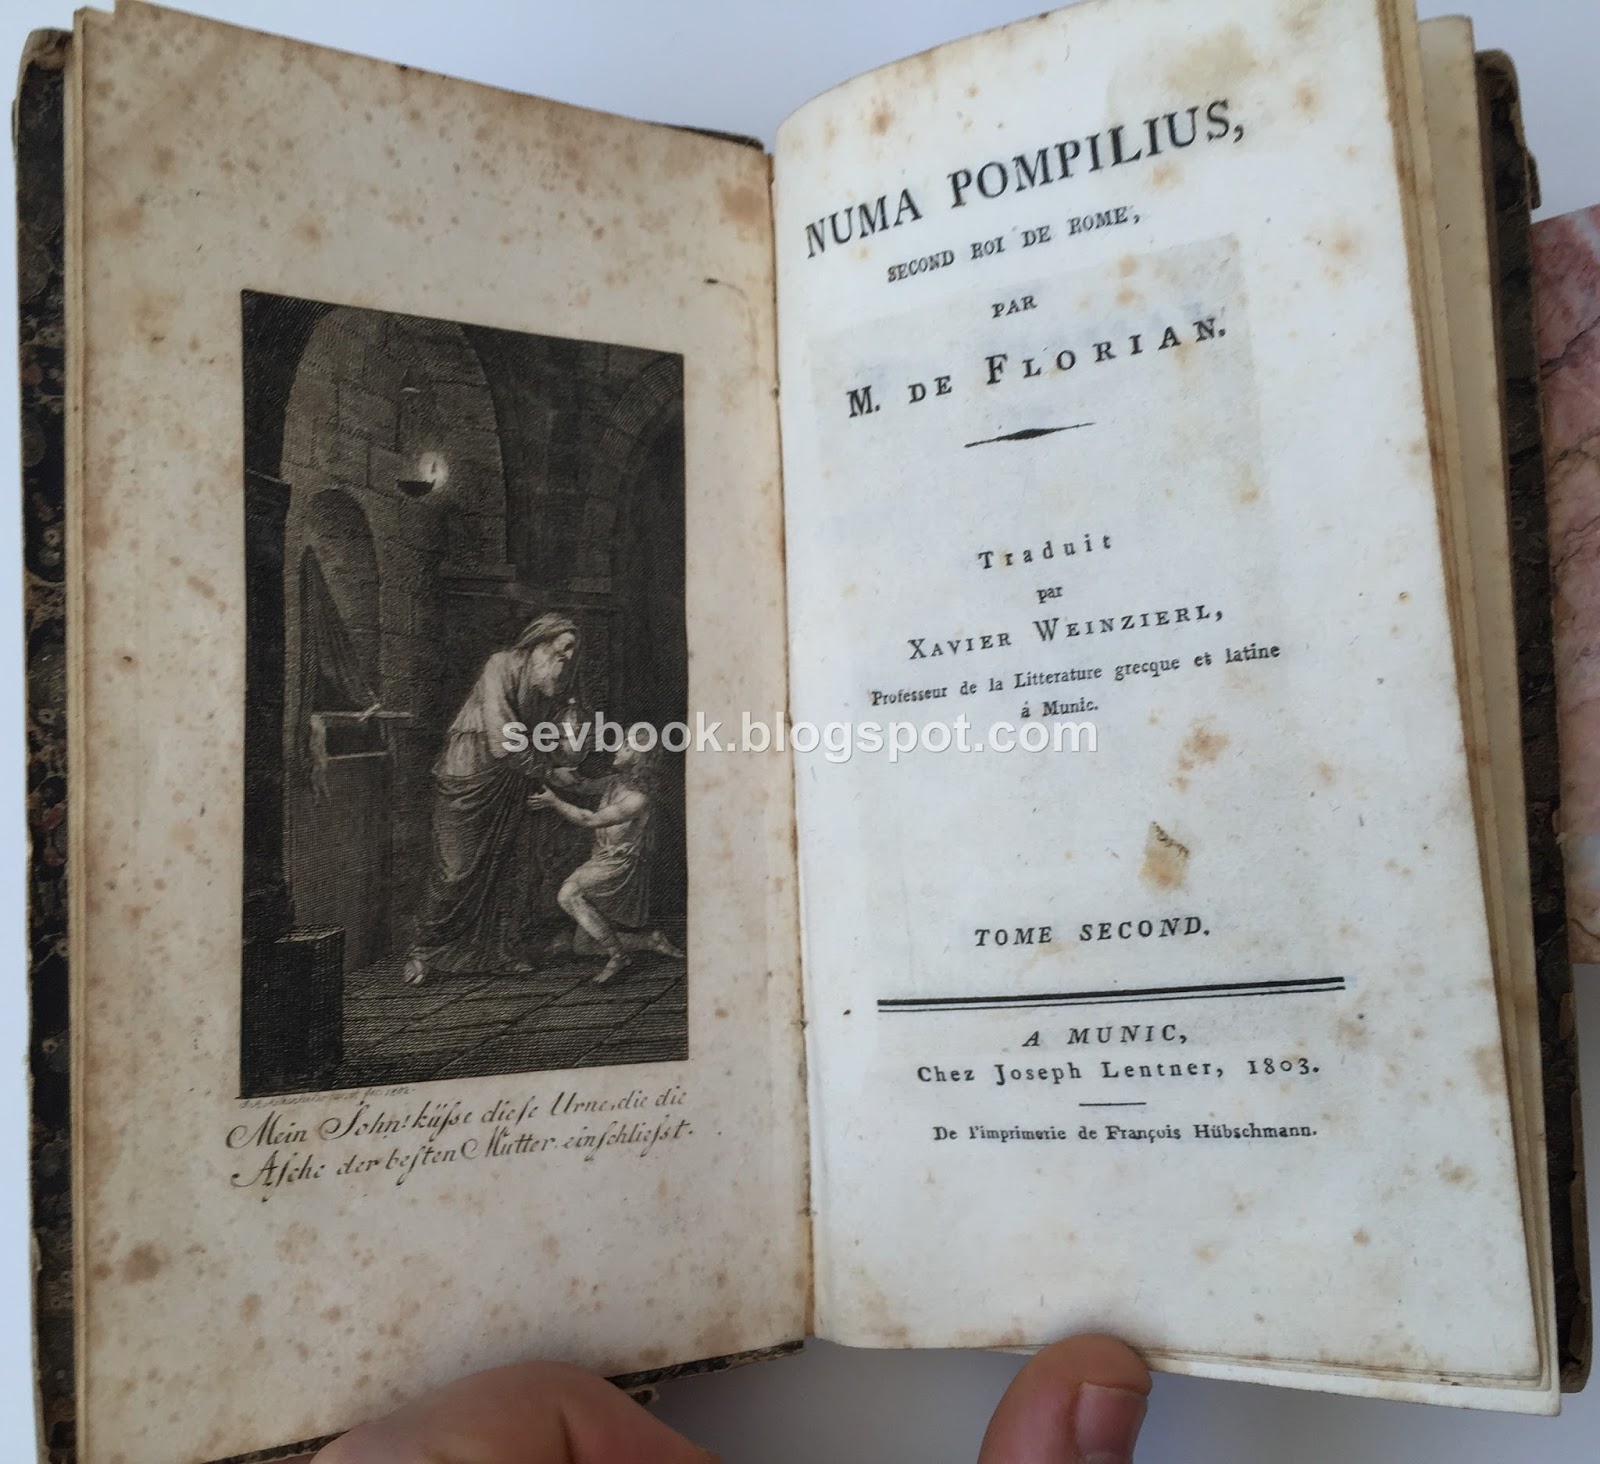 Mein Sohn! küſse dieſe Urne, die die
Aſche der beſten Mutter einſchlieſst.
NUMA POMPILIUS,
SECOND ROI DE ROME,
PAR
M. DE FLORIAN.
Traduit
par
XAVIER WEINZIERL,
Professeur de la Litterature grecque et latine
á Munic.
sevbook.blogspot.com
TOME SECOND.
A MUNIC,
Chez Joseph Lentner, 1803.
De l'imprimerie de François Hübschmann.